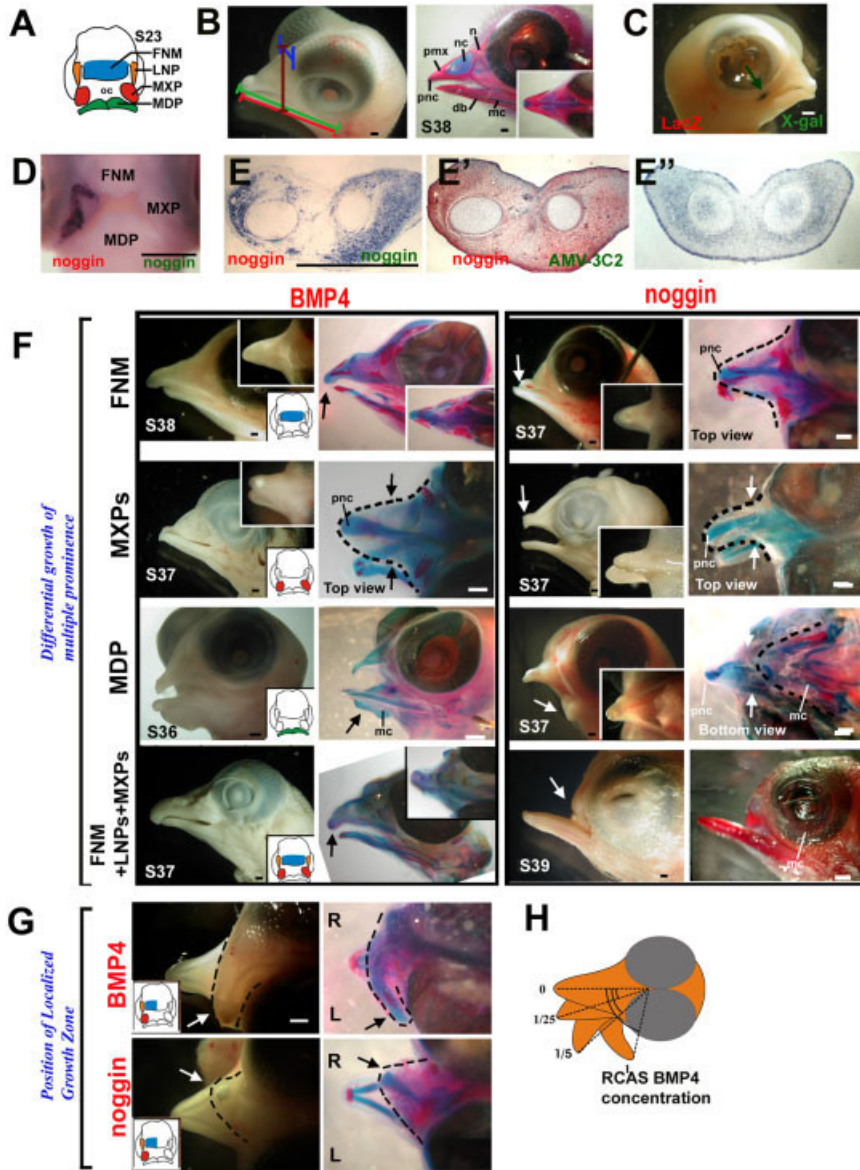 A
S23
FNM
LNP
MXP
MDP
oc
B
n
nc
pmx
pnc
db
mc
S38
C
LacZ
X-gal
D
FNM
MXP
MDP
noggin
noggin
E
noggin
noggin
E'
noggin
AMV-3C2
E''
BMP4
noggin
F
Differential growth of
multiple prominence
FNM
S38
S37
pnc
Top view
MXPs
S37
pnc
Top view
S37
pnc
Top view
MDP
S36
mc
S37
pnc
mc
Bottom view
FNM
+LNPs+MXPs
S37
S39
mc
G
Position of Localized
Growth Zone
BMP4
R
L
noggin
R
L
H
0
1/25
1/5
1
RCAS BMP4
concentration